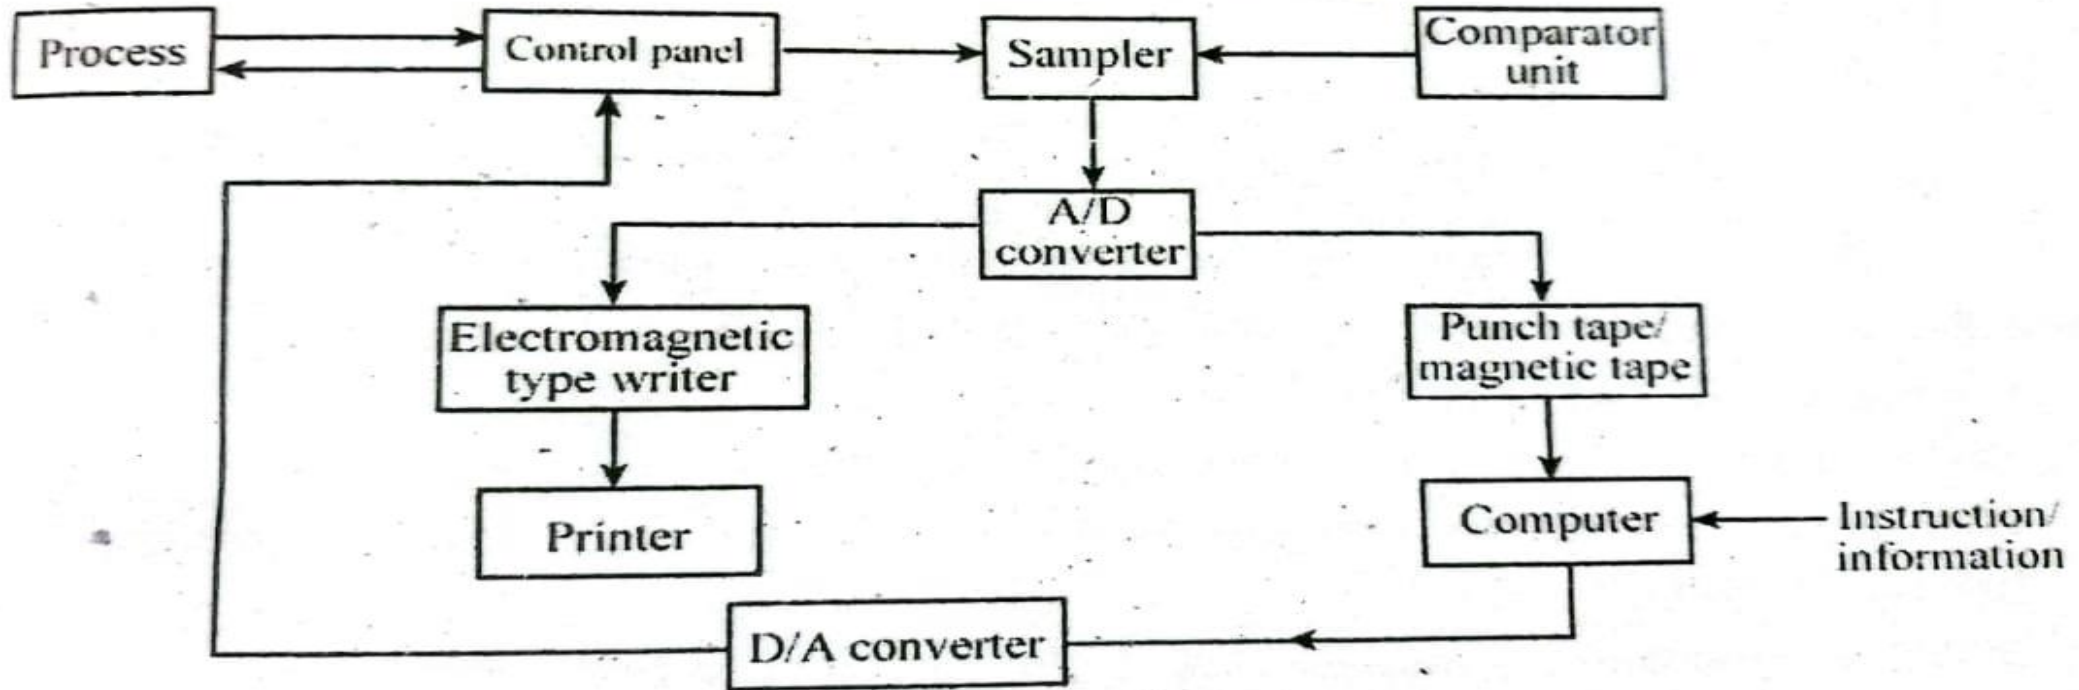 Process
Control panel
Sampler
Comparator
unit
A/D
converter
Electromagnetic
type writer
Punch tape/
magnetic tape
Printer
Computer
Instruction/
information
D/A converter